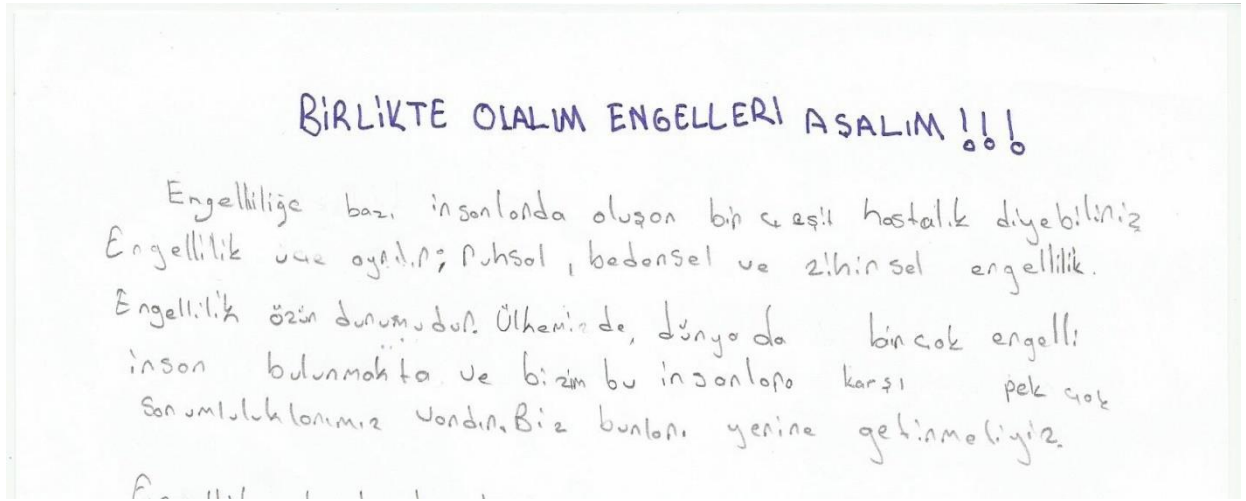 BİRLİKTE OLALIM ENGELLERİ AŞALIM !!!
Engelliliğe bazı insanlarda oluşan bir çeşit hastalık diyebiliriz
Engellilik üçe ayrılır; ruhsal, bedensel ve zihinsel engellilik.
Engellilik özür durumudur. Ülkemizde, dünyada birçok engelli
insan bulunmakta ve bizim bu insanlara karşı pek çok
sorumluluklarımız vardır. Biz bunları yerine getirmeliyiz.